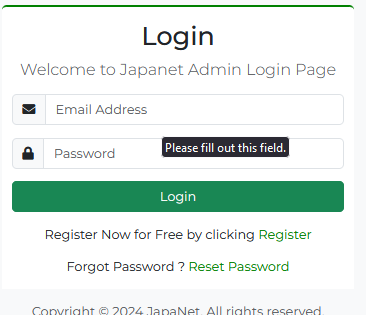 Login
Welcome to Japanet Admin Login Page
Email Address
Please fill out this field.
Password
Login
Register Now for Free by clicking Register
Forgot Password ? Reset Password
Copyright © 2024 JapaNet. All rights reserved.